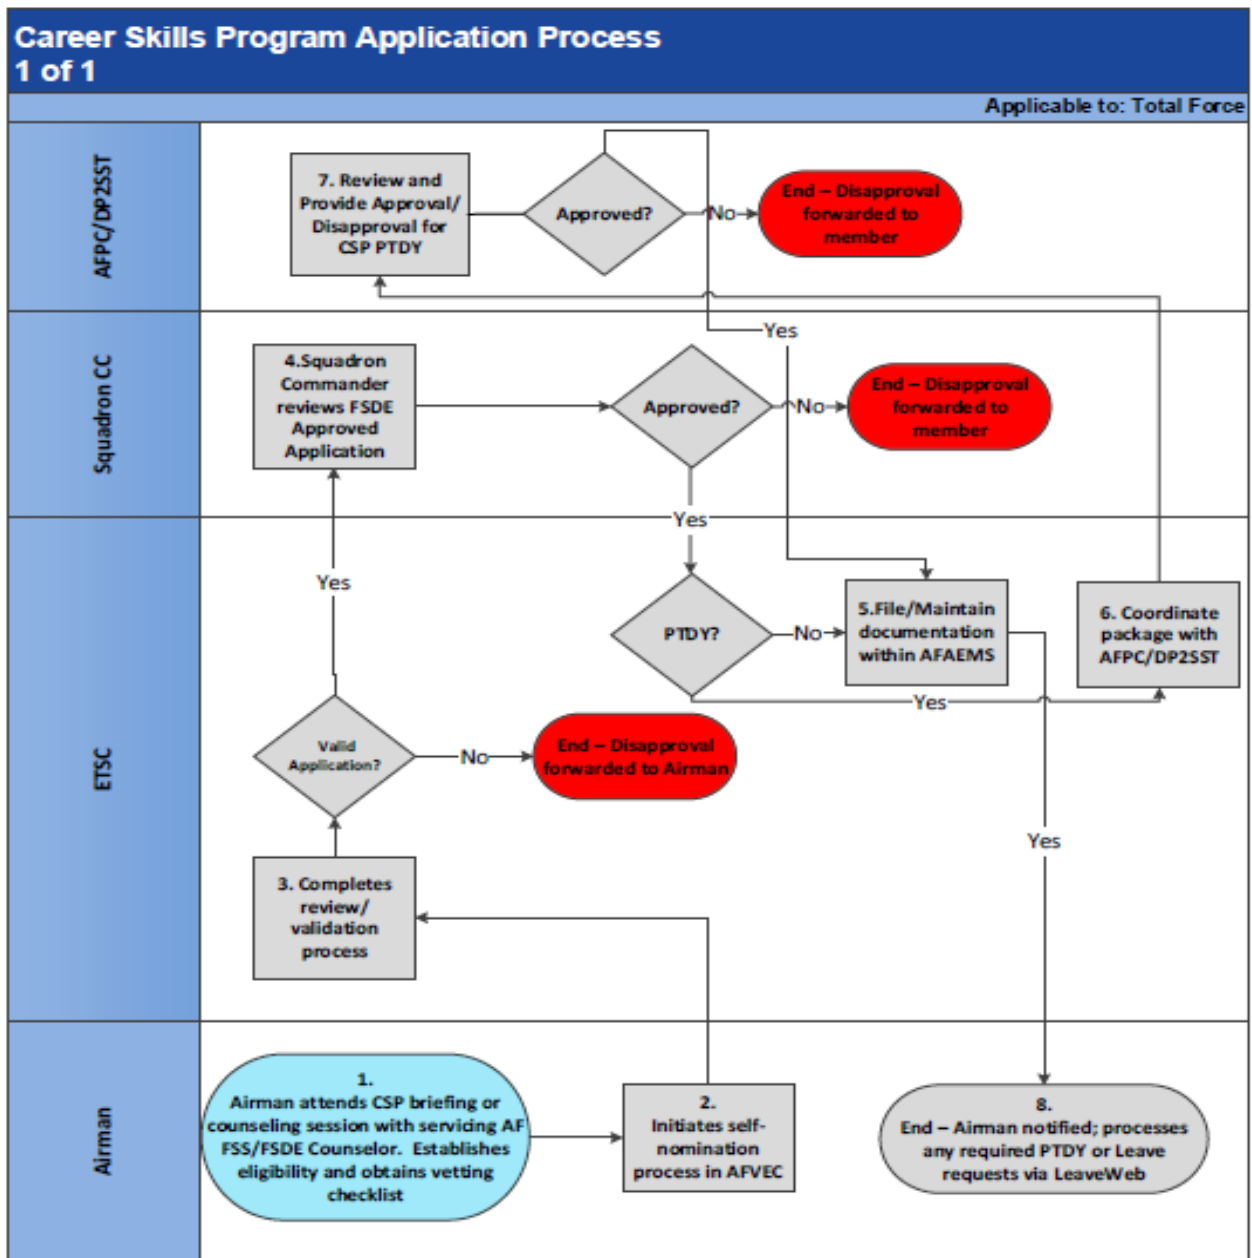 Career Skills Program Application Process
1 of 1
Applicable to: Total Force
AFPC/DP2SST
7. Review and
Provide Approval/
Disapproval for
CSP PTDY
Approved?
No
End – Disapproval
forwarded to
member
Yes
Squadron CC
4.Squadron
Commander
reviews FSDE
Approved
Application
Approved?
No
End – Disapproval
forwarded to
member
Yes
ETSC
Yes
PTDY?
No
5.File/Maintain
documentation
within AFAEMS
6. Coordinate
package with
AFPC/DP2SST
Yes
Valid
Application?
No
End – Disapproval
forwarded to Airman
Yes
3. Completes
review/
validation
process
Airman
1.
Airman attends CSP briefing or
counseling session with servicing AF
FSS/FSDE Counselor. Establishes
eligibility and obtains vetting
checklist
2.
Initiates self-
nomination
process in AFVEC
8.
End – Airman notified; processes
any required PTDY or Leave
requests via LeaveWeb